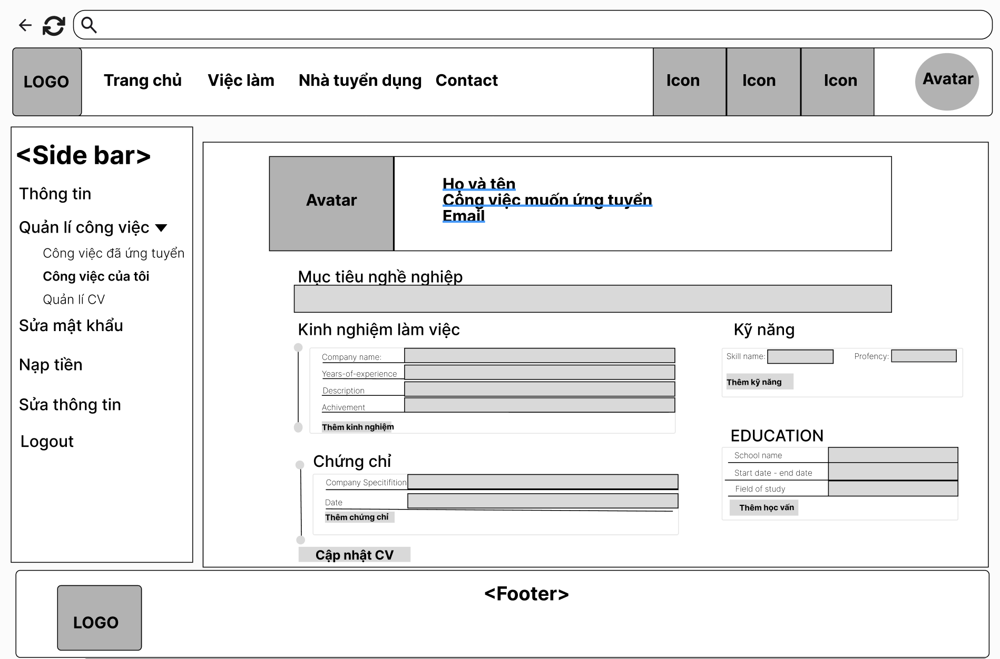 LOGO
Trang chủ
Việc làm
Nhà tuyển dụng
Contact
Icon
Icon
Icon
Avatar
<Side bar>
Thông tin
Quản lí công việc
Công việc đã ứng tuyển
Công việc của tôi
Quản lí CV
Sửa mật khẩu
Nạp tiền
Sửa thông tin
Logout
Avatar
Họ và tên
Công việc muốn ứng tuyển
Email
Mục tiêu nghề nghiệp
Kinh nghiệm làm việc
Company name:
Years-of-experience
Description
Achivement
Thêm kinh nghiệm
Chứng chỉ
Company Specitifition
Date
Thêm chứng chỉ
Cập nhật CV
Kỹ năng
Skill name:
Profency:
Thêm kỹ năng
EDUCATION
School name
Start date - end date
Field of study
Thêm học vấn
<Footer>
LOGO